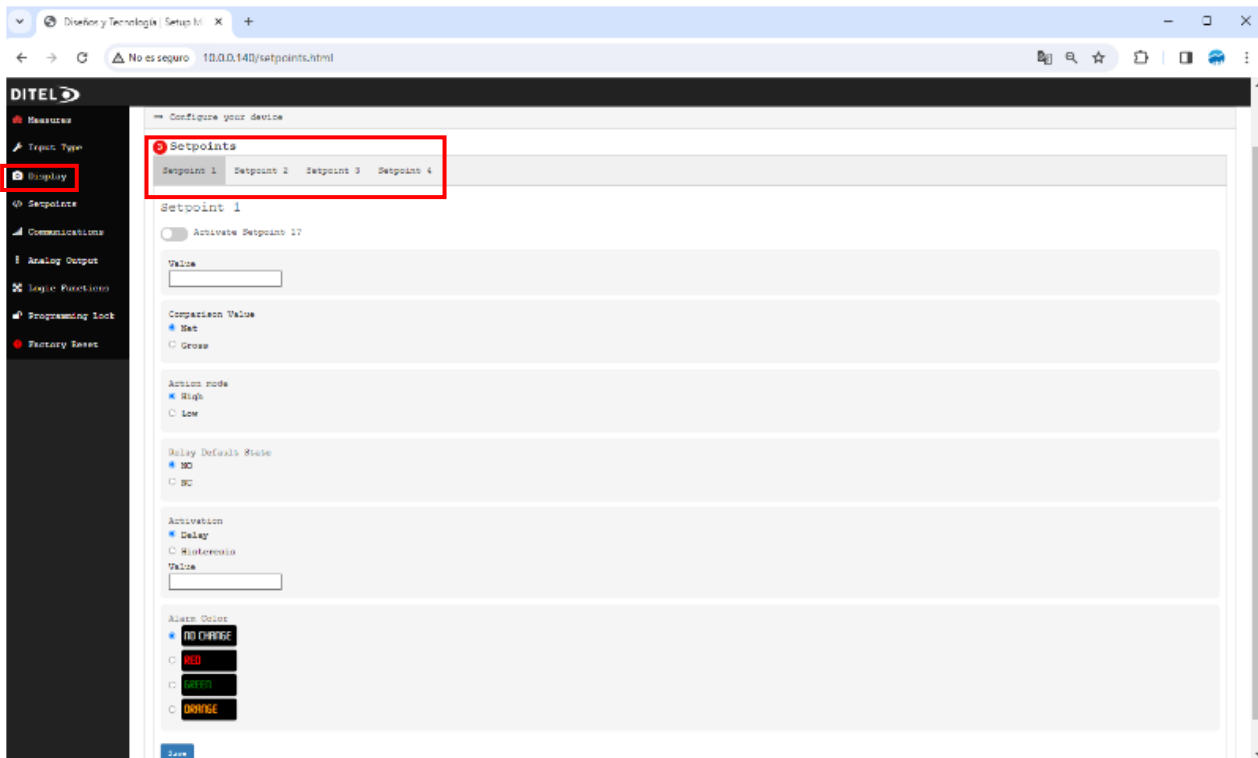 Diseños y Tecnología | Setup M
No es seguro 10.0.0.140/setpoints.html
DITEL
Measures
Input Type
Display
Setpoints
Communications
Analog Output
Logic Functions
Programming Lock
Factory Reset
Configure your device
3 Setpoints
Setpoint 1 Setpoint 2 Setpoint 3 Setpoint 4
Setpoint 1
Activate Setpoint 1?
Value
Comparison Value
Net
Gross
Action mode
High
Low
Relay Default State
NO
NC
Activation
Delay
Histeresis
Value
Alarm Color
NO CHANGE
RED
GREEN
ORANGE
Save